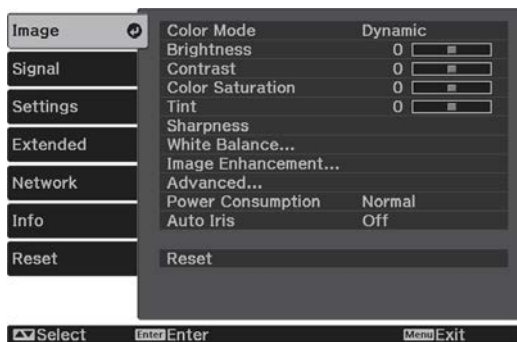 Image
Signal
Settings
Extended
Network
Info
Reset
Color Mode Dynamic
Brightness 0
Contrast 0
Color Saturation 0
Tint 0
Sharpness
White Balance...
Image Enhancement...
Advanced...
Power Consumption Normal
Auto Iris Off
Reset
Select Enter Enter Menu Exit